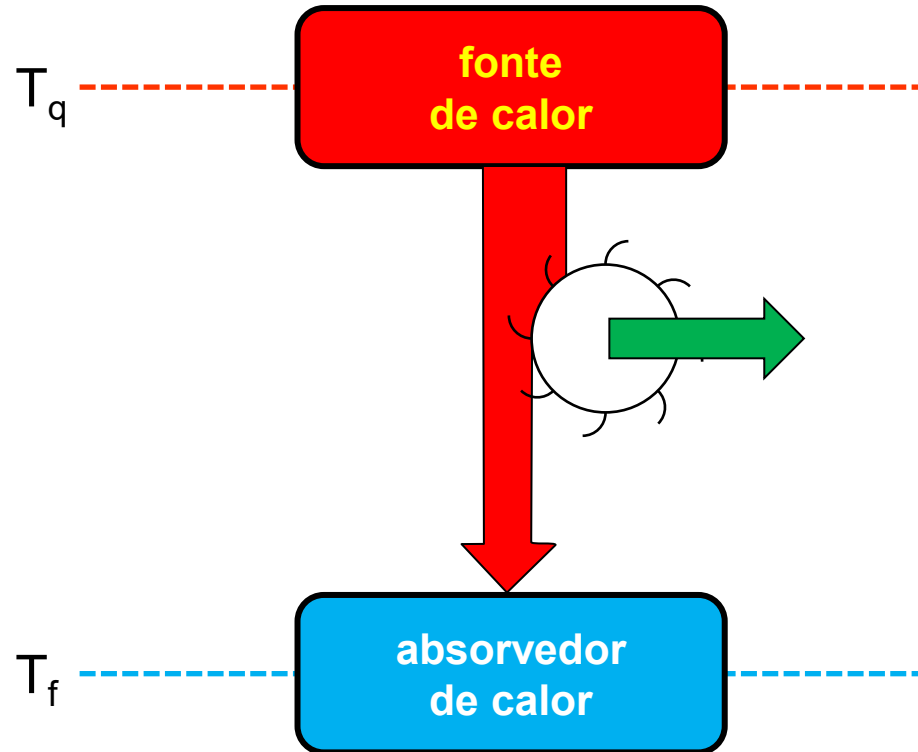 fonte
de calor
T_q
absorvedor
de calor
T_f